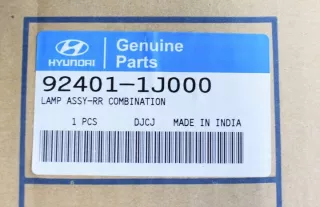 HYUNDAI
Genuine
Parts
92401-1J000
LAMP ASSY-RR COMBINATION
1 PCS DJCJ MADE IN INDIA